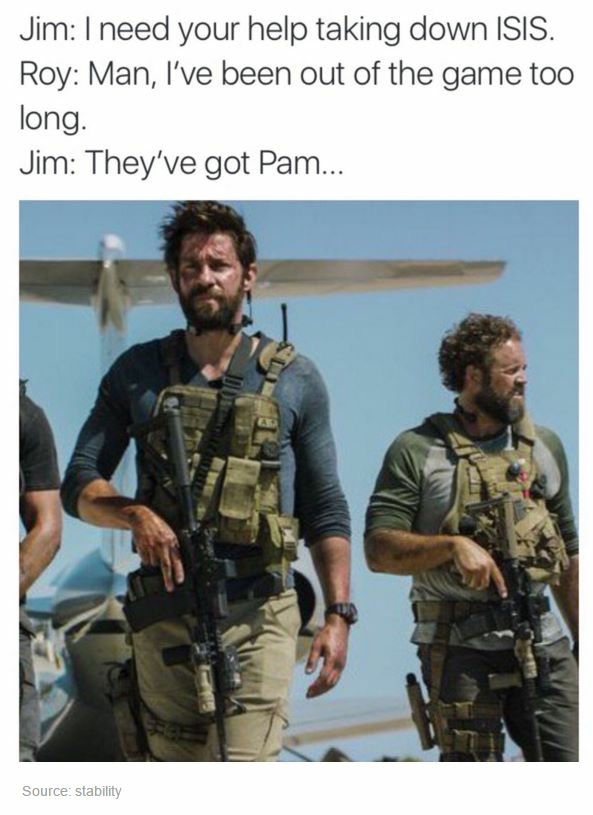 Jim: I need your help taking down ISIS.
Roy: Man, I've been out of the game too
long.
Jim: They've got Pam...
Source: stability